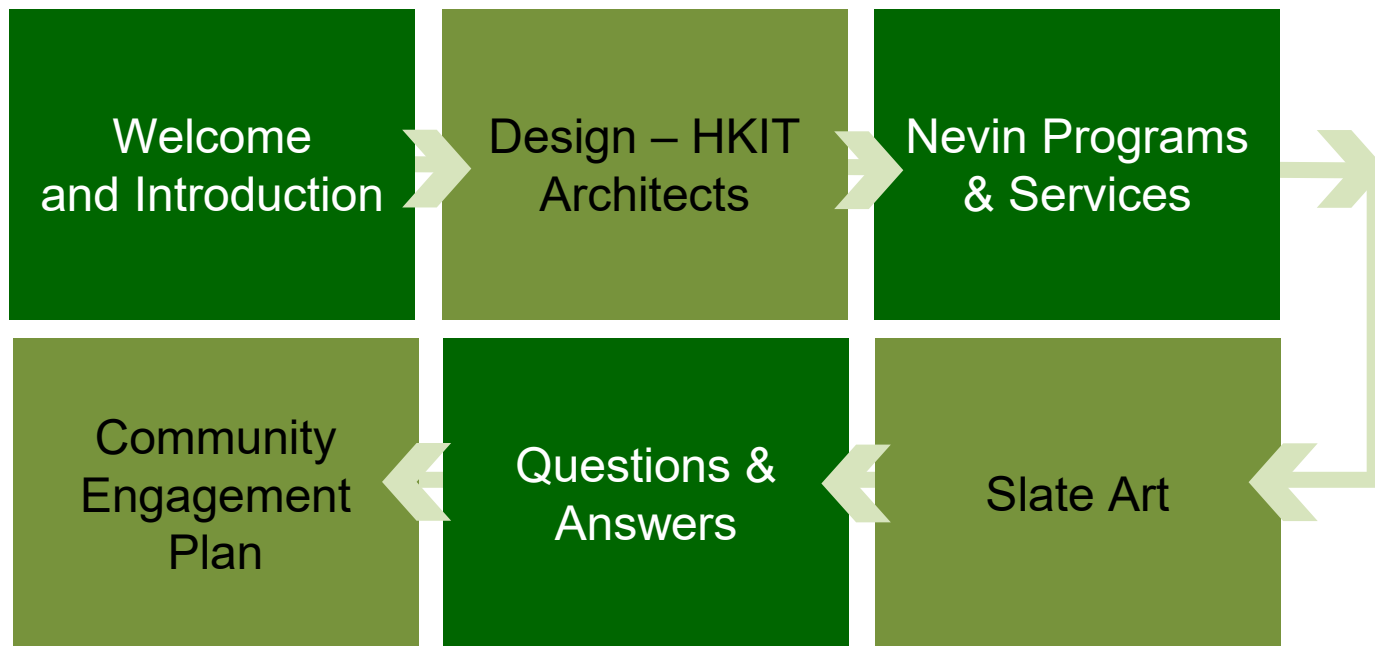 Welcome
and Introduction
Design – HKIT
Architects
Nevin Programs
& Services
Slate Art
Questions &
Answers
Community
Engagement
Plan